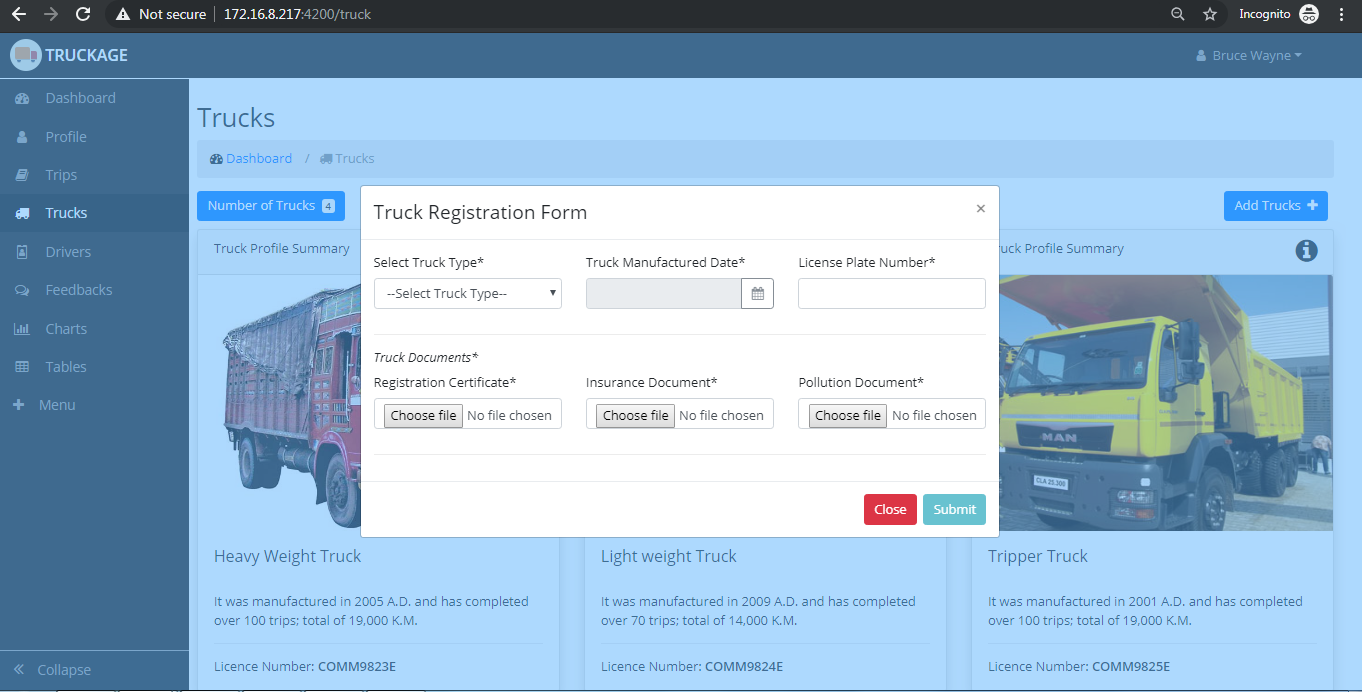 Not secure | 172.16.8.217:4200/truck
Incognito
TRUCKAGE
Bruce Wayne
Dashboard
Profile
Trips
Trucks
Drivers
Feedbacks
Charts
Tables
Menu
Collapse
Trucks
Dashboard / Trucks
Number of Trucks 4
Add Trucks
Truck Profile Summary
ruck Profile Summary
Truck Registration Form ×
Select Truck Type* Truck Manufactured Date* License Plate Number*
--Select Truck Type--
Truck Documents*
Registration Certificate* Insurance Document* Pollution Document*
Choose file No file chosen Choose file No file chosen Choose file No file chosen
Close Submit
MAN
CLA 25.300
Heavy Weight Truck
It was manufactured in 2005 A.D. and has completed
over 100 trips; total of 19,000 K.M.
Licence Number: COMM9823E
Light weight Truck
It was manufactured in 2009 A.D. and has completed
over 70 trips; total of 14,000 K.M.
Licence Number: COMM9824E
Tripper Truck
It was manufactured in 2001 A.D. and has completed
over 100 trips; total of 19,000 K.M.
Licence Number: COMM9825E